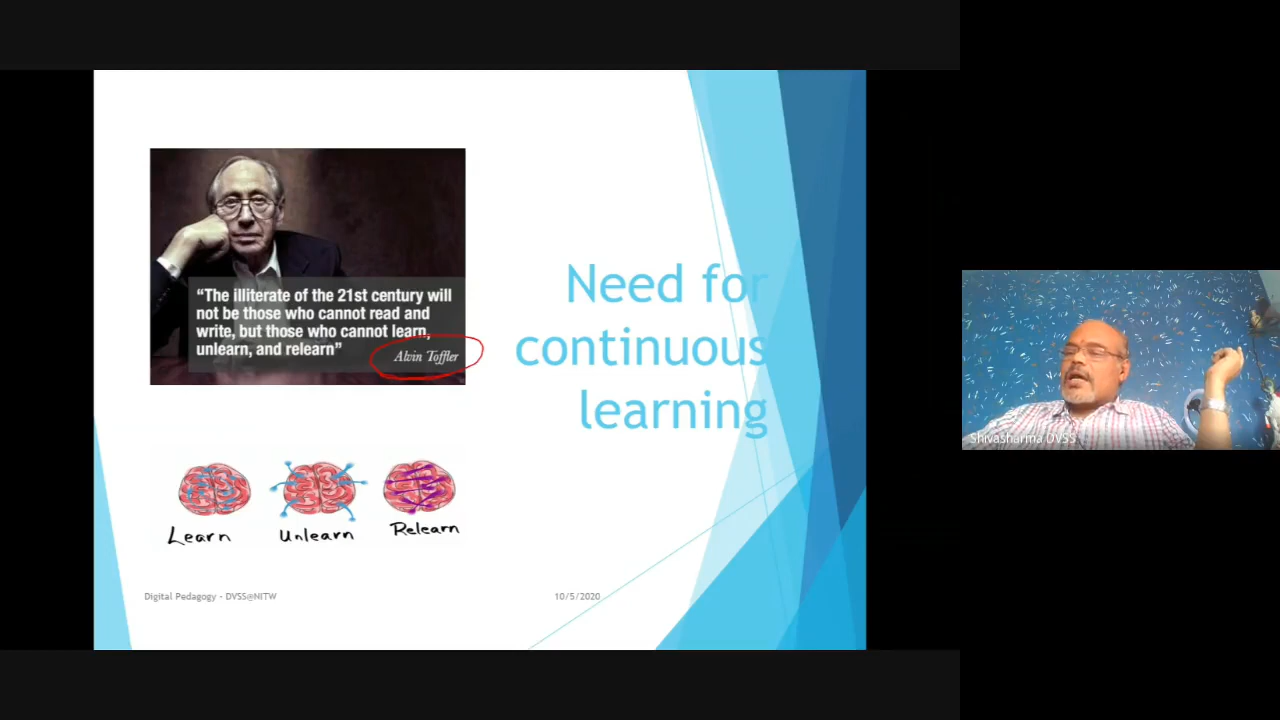 “The illiterate of the 21st century will
not be those who cannot read and
write, but those who cannot learn,
unlearn, and relearn”
Alvin Toffler
Need for
continuous
learning
Learn Unlearn Relearn
Digital Pedagogy - DVSS@NITW 10/5/2020
Shivasharma DVSS